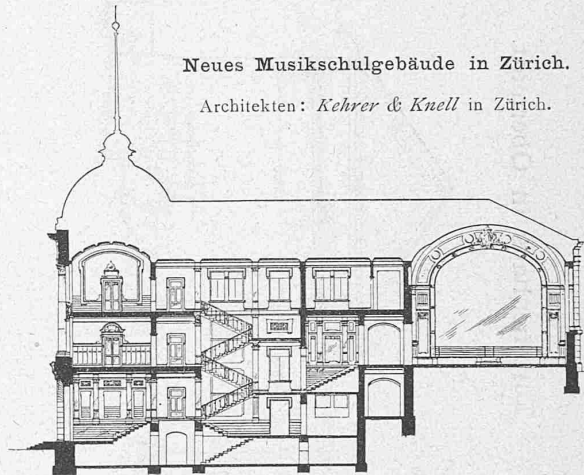 Neues Musikschulgebäude in Zürich.
Architekten: Kehrer & Knell in Zürich.